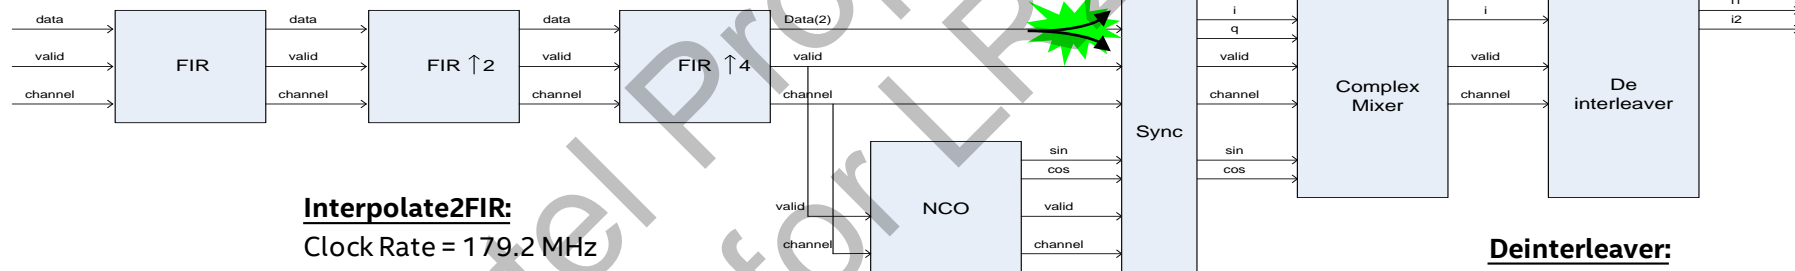 data
valid
channel
FIR
data
valid
channel
FIR ↑2
data
valid
channel
FIR ↑4
Data(2)
valid
channel
valid
channel
NCO
sin
cos
valid
channel
Sync
i
q
valid
channel
sin
cos
Complex
Mixer
i
valid
channel
De
interleaver
i2
Interpolate2FIR:
Clock Rate = 179.2 MHz
Deinterleaver:
for